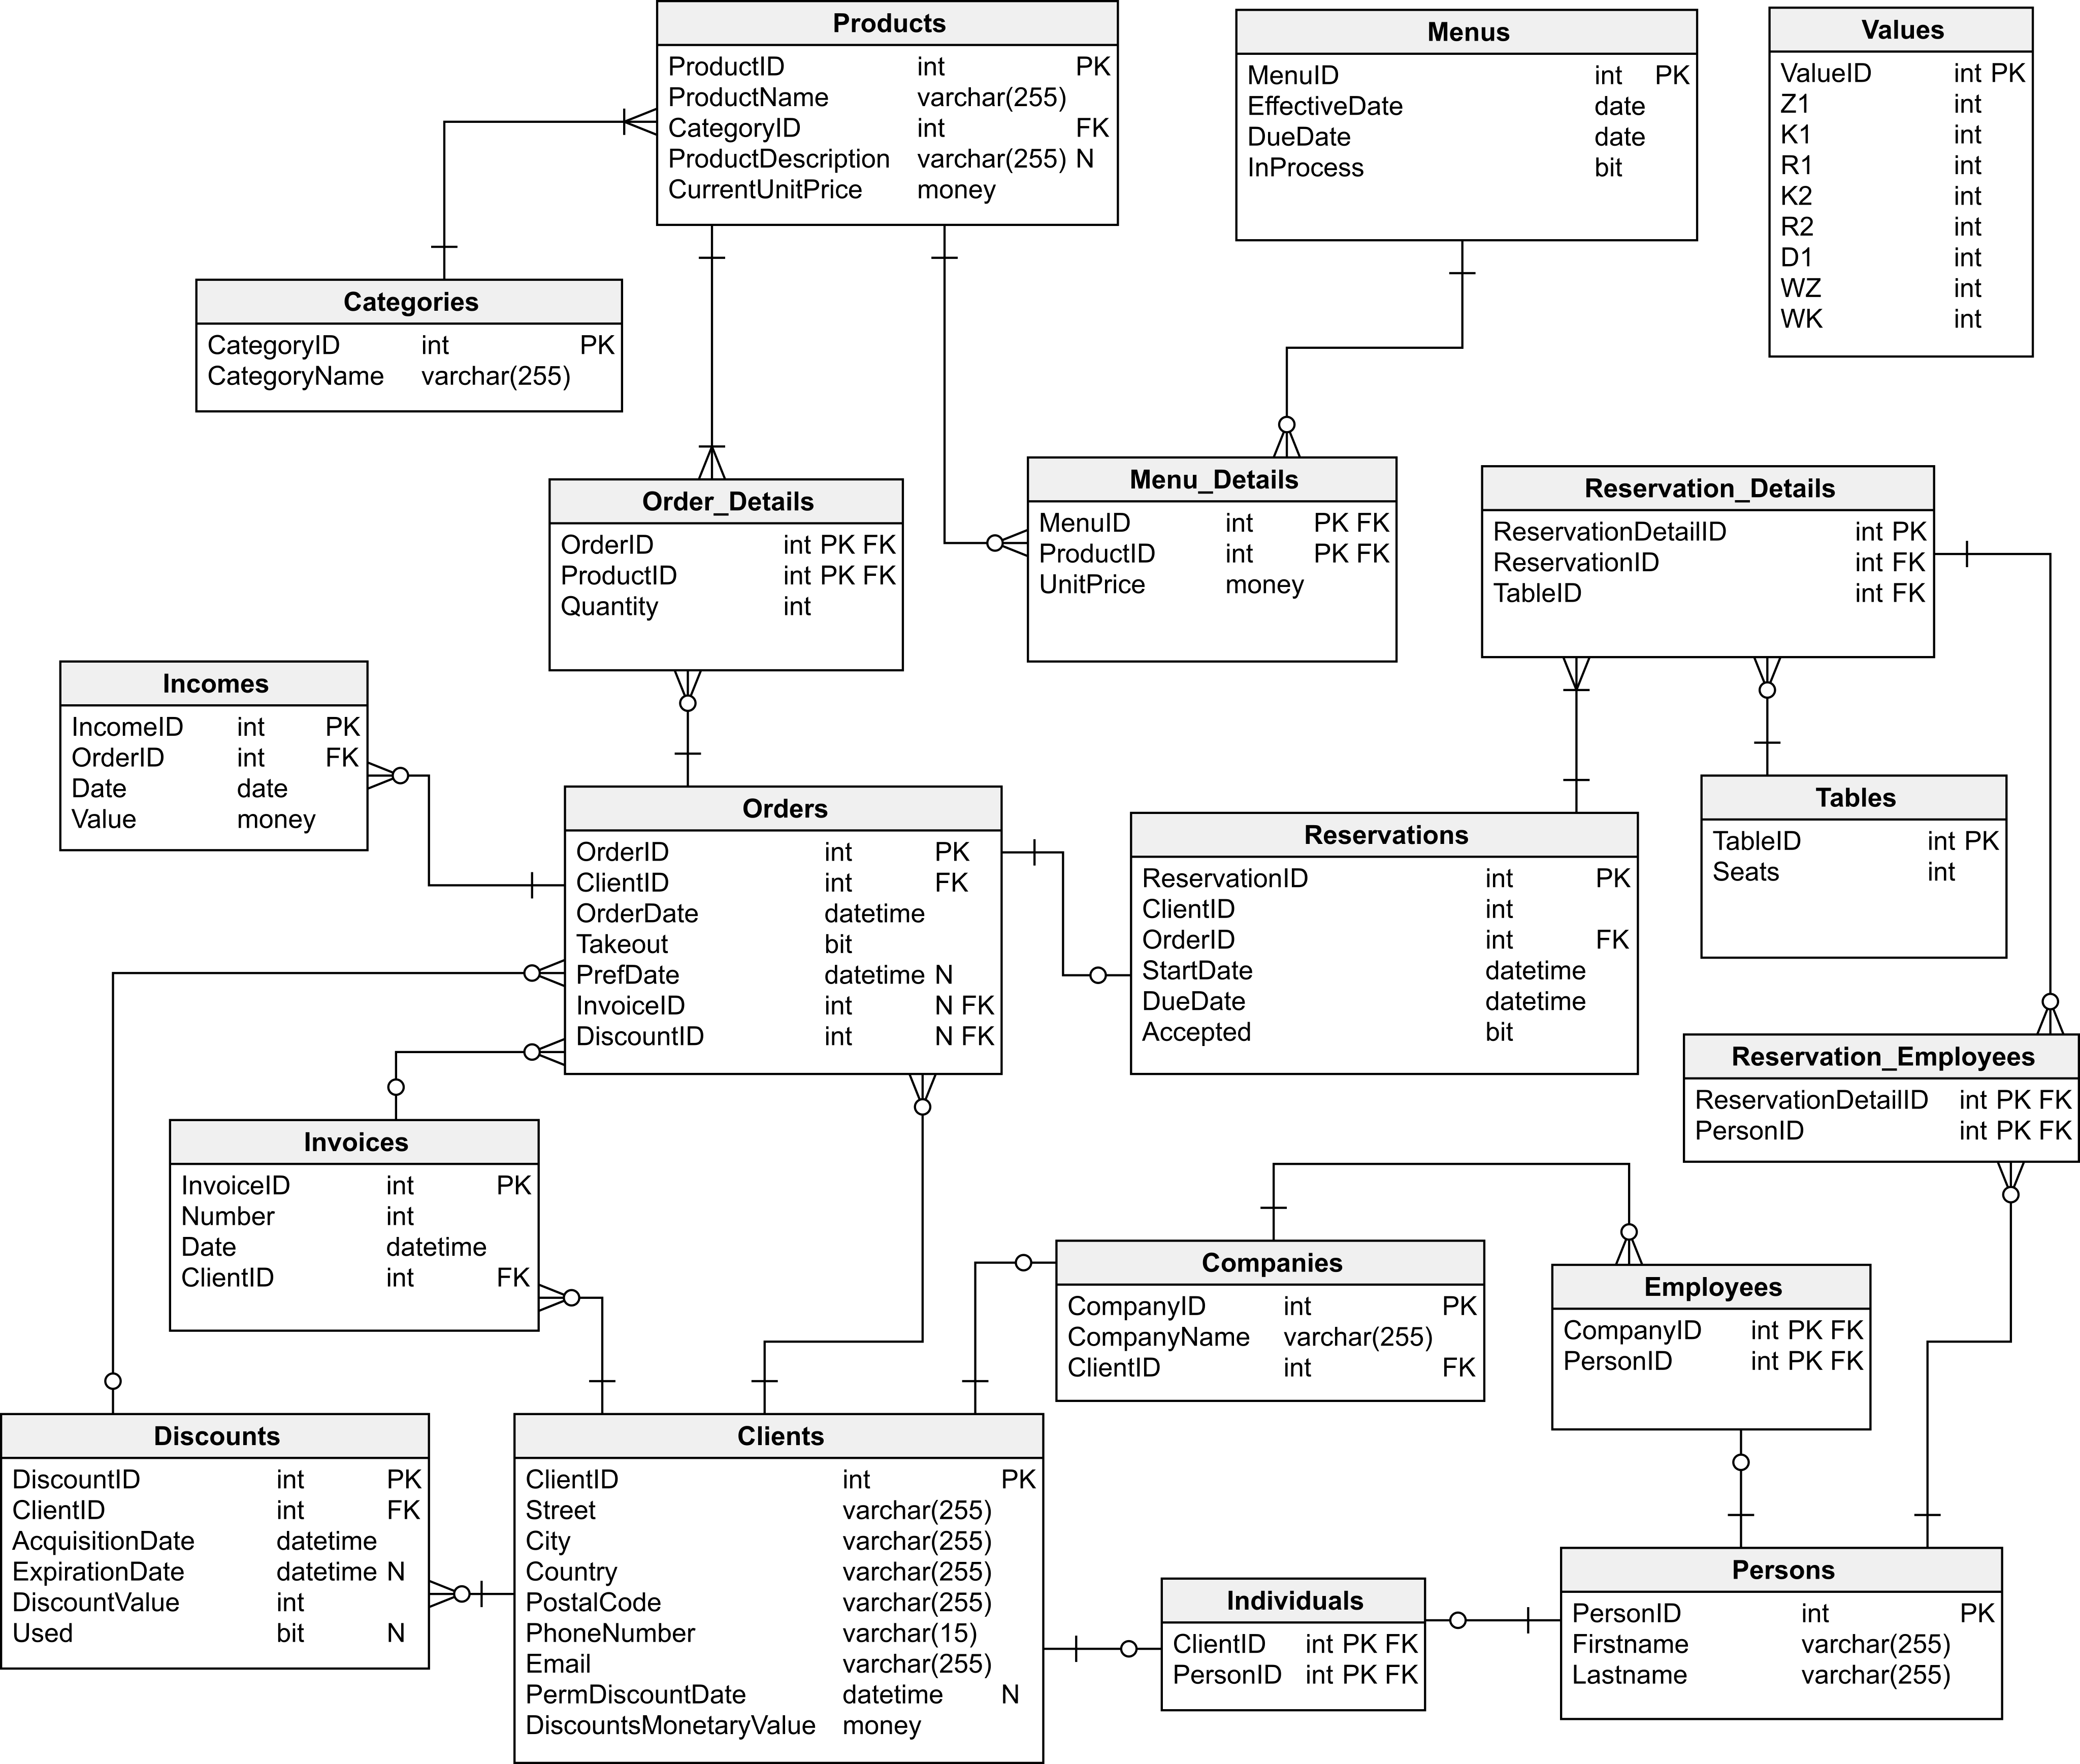 Products
ProductID int PK
ProductName varchar(255)
CategoryID int FK
ProductDescription varchar(255) N
CurrentUnitPrice money
Menus
MenuID int PK
EffectiveDate date
DueDate date
InProcess bit
Values
ValueID int PK
Z1 int
K1 int
R1 int
K2 int
R2 int
D1 int
WZ int
WK int
Categories
CategoryID int PK
CategoryName varchar(255)
Order_Details
OrderID int PK FK
ProductID int PK FK
Quantity int
Menu_Details
MenuID int PK FK
ProductID int PK FK
UnitPrice money
Reservation_Details
ReservationDetailID int PK
ReservationID int FK
TableID int FK
Incomes
IncomeID int PK
OrderID int FK
Date date
Value money
Orders
OrderID int PK
ClientID int FK
OrderDate datetime
Takeout bit
PrefDate datetime N
InvoiceID int N FK
DiscountID int N FK
Reservations
ReservationID int PK
ClientID int
OrderID int FK
StartDate datetime
DueDate datetime
Accepted bit
Tables
TableID int PK
Seats int
Reservation_Employees
ReservationDetailID int PK FK
PersonID int PK FK
Invoices
InvoiceID int PK
Number int
Date datetime
ClientID int FK
Companies
CompanyID int PK
CompanyName varchar(255)
ClientID int FK
Employees
CompanyID int PK FK
PersonID int PK FK
Discounts
DiscountID int PK
ClientID int FK
AcquisitionDate datetime
ExpirationDate datetime N
DiscountValue int
Used bit N
Clients
ClientID int PK
Street varchar(255)
City varchar(255)
Country varchar(255)
PostalCode varchar(255)
PhoneNumber varchar(15)
Email varchar(255)
PermDiscountDate datetime N
DiscountsMonetaryValue money
Individuals
ClientID int PK FK
PersonID int PK FK
Persons
PersonID int PK
Firstname varchar(255)
Lastname varchar(255)